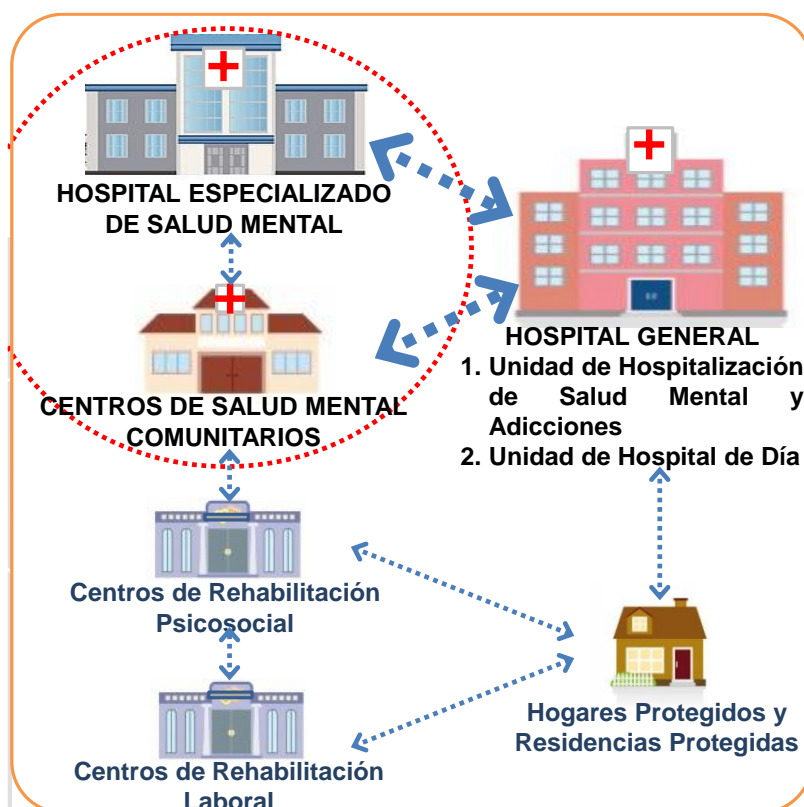 HOSPITAL ESPECIALIZADO
DE SALUD MENTAL
CENTROS DE SALUD MENTAL
COMUNITARIOS
HOSPITAL GENERAL
1. Unidad de Hospitalización
de Salud Mental y
Adicciones
2. Unidad de Hospital de Día
Centros de Rehabilitación
Psicosocial
Hogares Protegidos y
Residencias Protegidas
Centros de Rehabilitación
Laboral